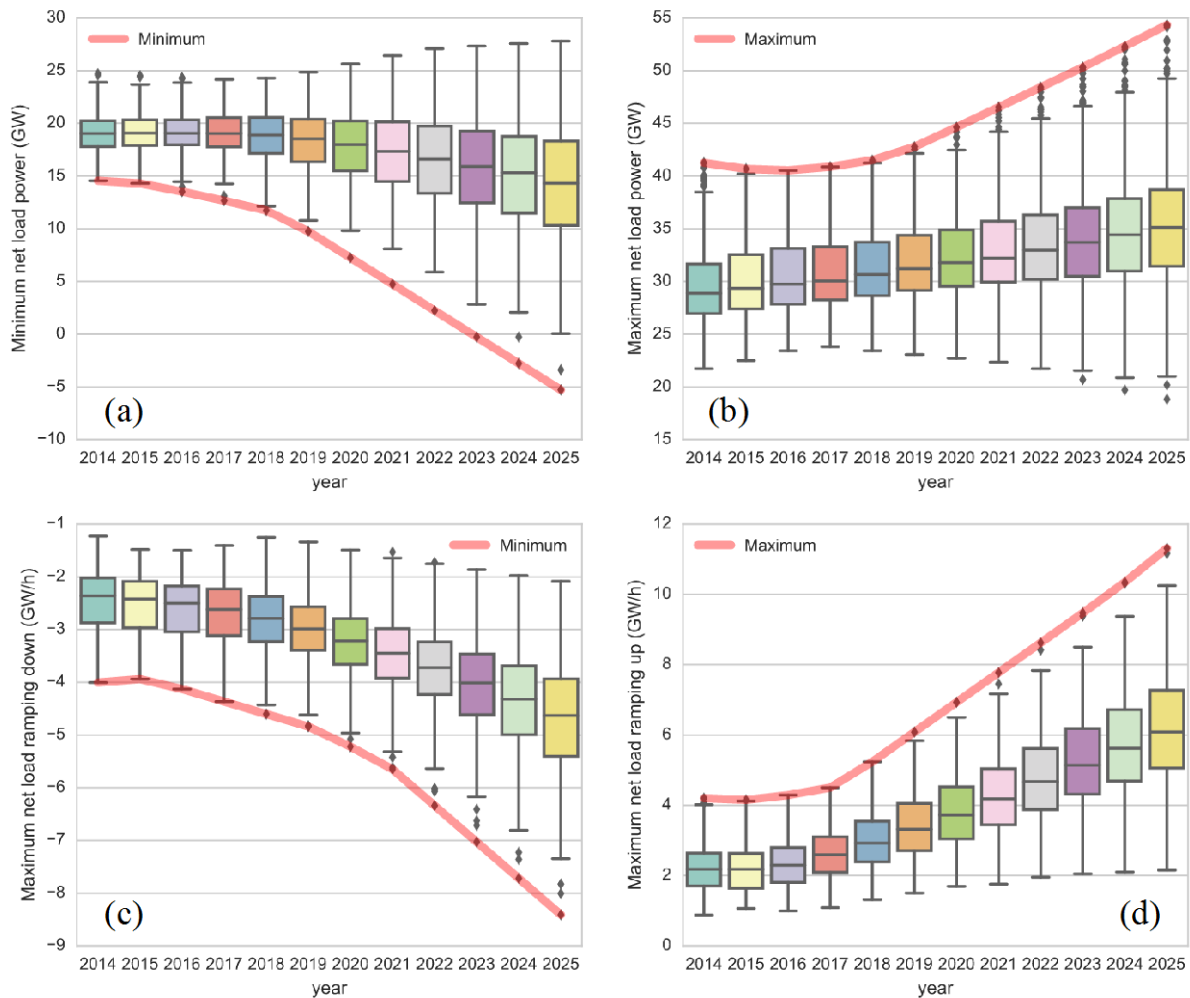 Minimum
Minimum net load power (GW)
30
25
20
15
10
5
0
−5
−10
(a)
2014 2015 2016 2017 2018 2019 2020 2021 2022 2023 2024 2025
year
Maximum
Maximum net load power (GW)
55
50
45
40
35
30
25
20
15
(b)
2014 2015 2016 2017 2018 2019 2020 2021 2022 2023 2024 2025
year
Minimum
Maximum net load ramping down (GW/h)
−1
−2
−3
−4
−5
−6
−7
−8
−9
(c)
2014 2015 2016 2017 2018 2019 2020 2021 2022 2023 2024 2025
year
Maximum
Maximum net load ramping up (GW/h)
12
10
8
6
4
2
0
(d)
2014 2015 2016 2017 2018 2019 2020 2021 2022 2023 2024 2025
year